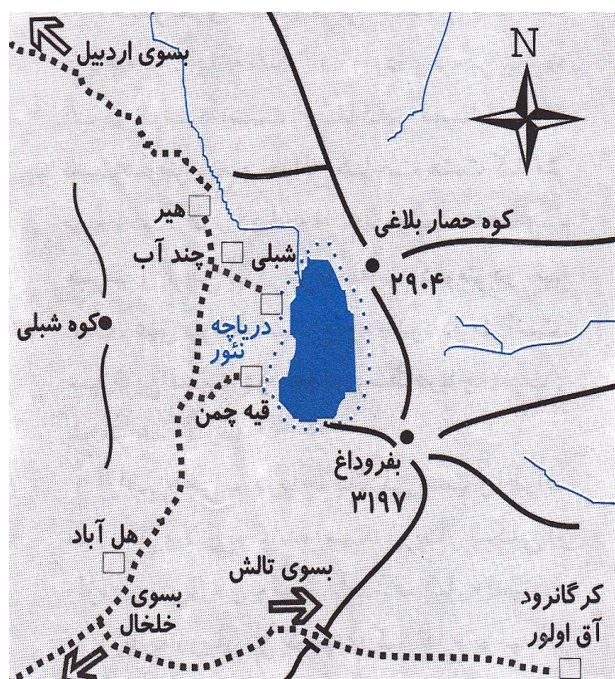 بسوی اردبیل
N
هیر
کوه حصار بلاغی
۲۹۰۴
شبلی
چند آب
کوه شبلی
دریاچه
نئور
قیه چمن
بفروداغ
۳۱۹۷
هل آباد
بسوی
خلخال
بسوی تالش
کرگانرود
آق اولور